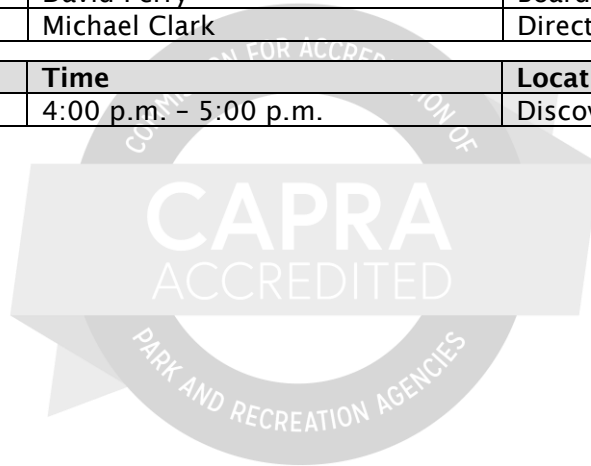 Michael Clark Direct
Time Locat
4:00 p.m. – 5:00 p.m. Discov
COMMISSION FOR ACCREDITATION OF
CAPRA
ACCREDITED
PARK AND RECREATION AGENCIES